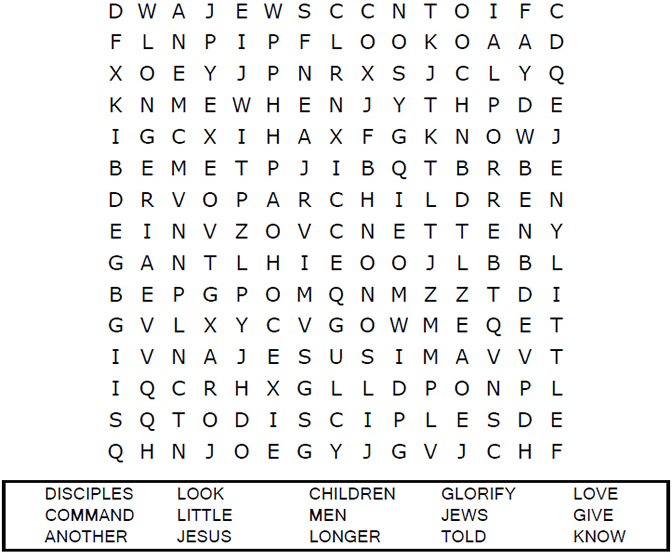 D W A J E W S C C N T O I F C
F L N P I P F L O O K O A A D
X O E Y J P N R X S J C L Y Q
K N M E W H E N J Y T H P D E
I G C X I H A X F G K N O W J
B E M E T P J I B Q T B R B E
D R V O P A R C H I L D R E N
E I N V Z O V C N E T T E N Y
G A N T L H I E O O J L B B L
B E P G P O M Q N M Z Z T D I
G V L X Y C V G O W M E Q E T
I V N A J E S U S I M A V V T
I Q C R H X G L L D P O N P L
S Q T O D I S C I P L E S D E
Q H N J O E G Y J G V J C H F
DISCIPLES LOOK CHILDREN GLORIFY LOVE
COMMAND LITTLE MEN JEWS GIVE
ANOTHER JESUS LONGER TOLD KNOW